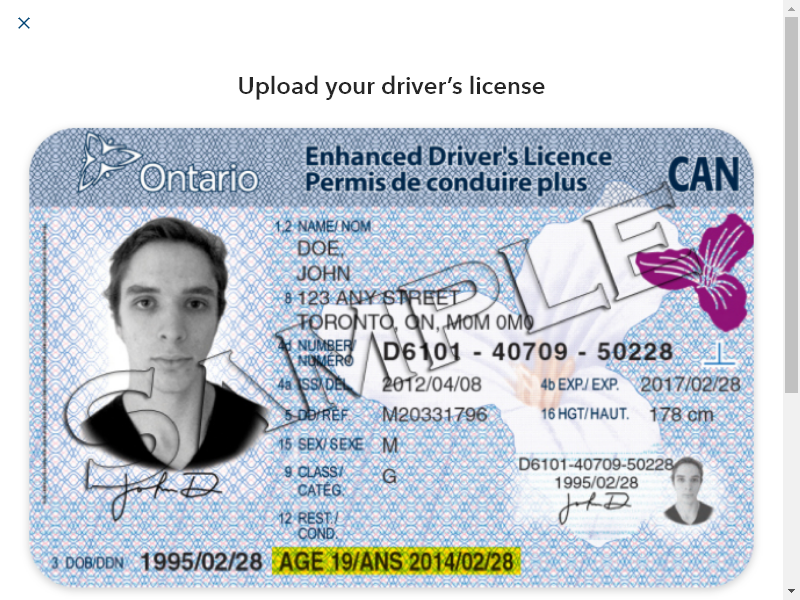 Upload your driver's license
Ontario
Enhanced Driver's Licence
Permis de conduire plus
CAN
1,2 NAME/ NOM
DOE,
JOHN
8 123 ANY STREET
TORONTO, ON, M0M 0M0
4d NUMBER/
NUMÉRO
D6101 - 40709 - 50228
4a ISS/DÉL. 2012/04/08 4b EXP./ EXP. 2017/02/28
5 DD/RÉF. M20331796 16 HGT/HAUT. 178 cm
15 SEX/ SEXE M
9 CLASS/
CATÉG.
G
12 REST./
COND.
D6101-40709-50228
1995/02/28
John D
John D
3 DOB/DDN 1995/02/28 AGE 19/ANS 2014/02/28
SAMPLE